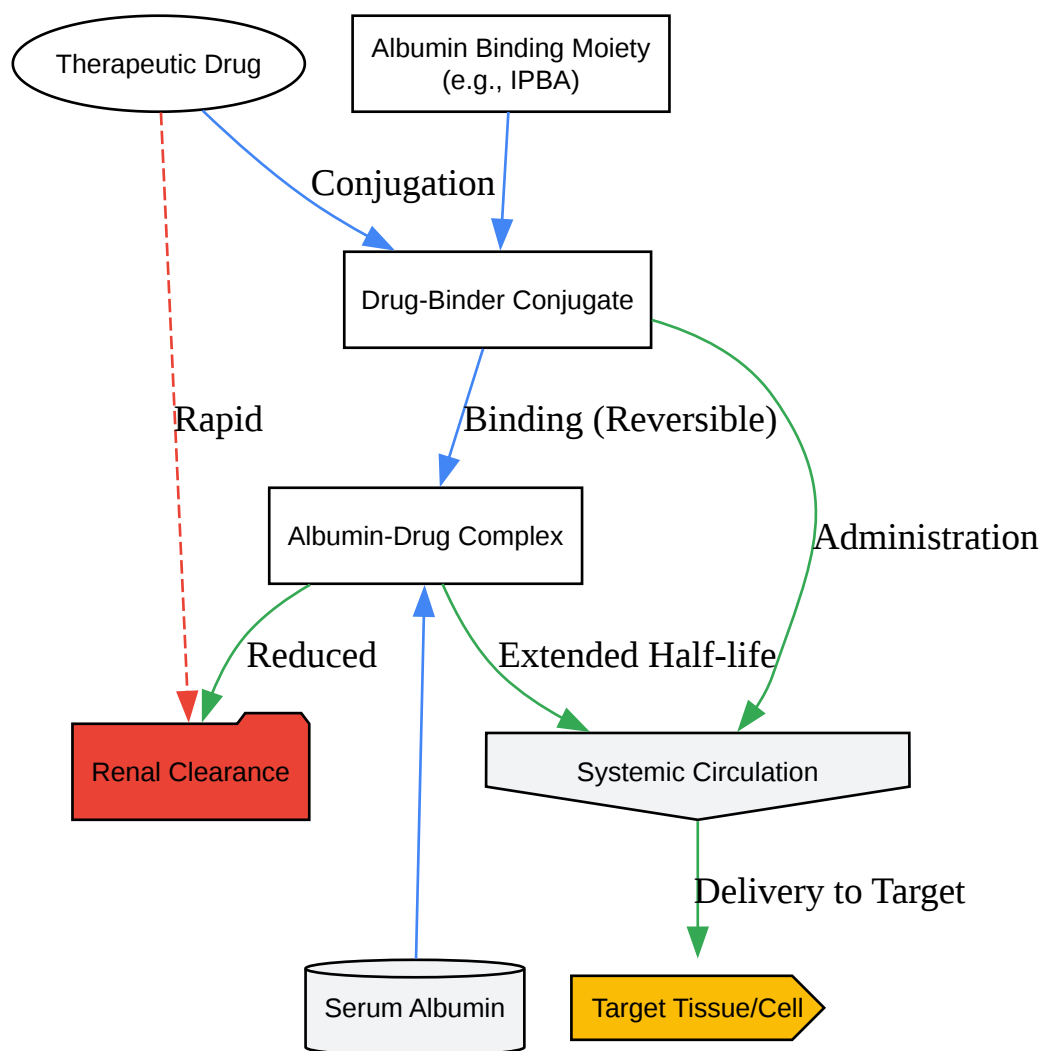 Therapeutic Drug
Albumin Binding Moiety
(e.g., IPBA)
Conjugation
Drug-Binder Conjugate
Rapid
Binding (Reversible)
Albumin-Drug Complex
Administration
Reduced
Extended Half-life
Renal Clearance
Systemic Circulation
Delivery to Target
Serum Albumin
Target Tissue/Cell